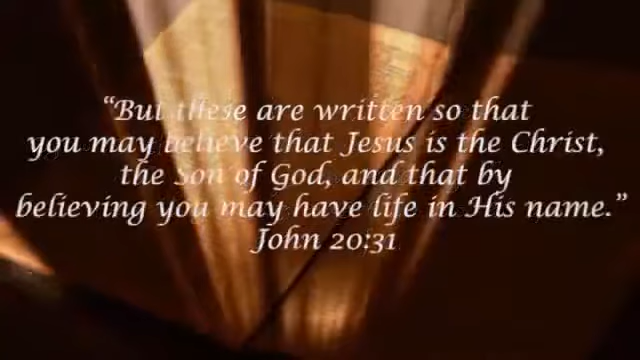 “But these are written so that
you may believe that Jesus is the Christ,
the Son of God, and that by
believing you may have life in His name.”
John 20:31